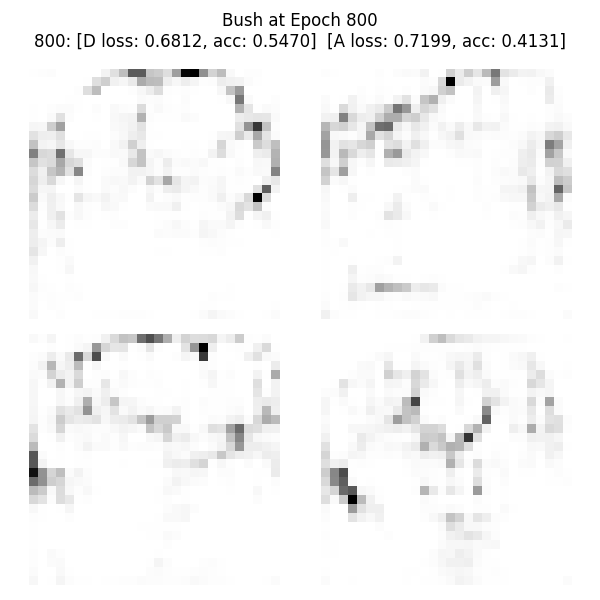 Bush at Epoch 800
800: [D loss: 0.6812, acc: 0.5470]  [A loss: 0.7199, acc: 0.4131]